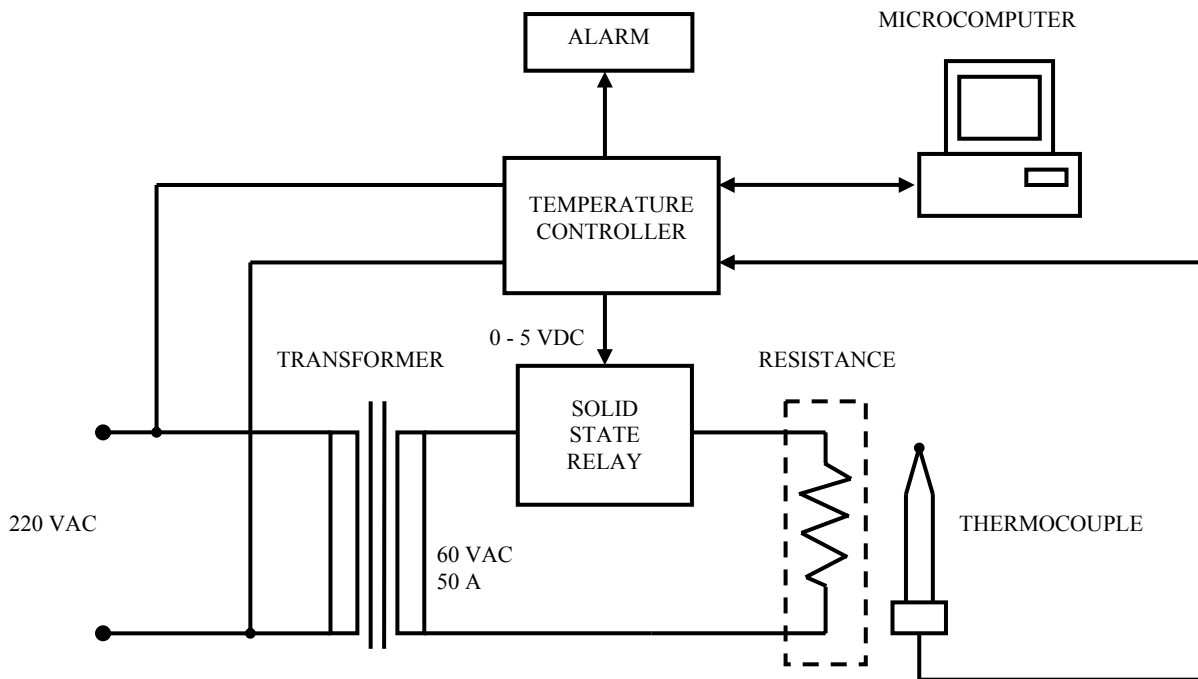 MICROCOMPUTER
ALARM
TEMPERATURE
CONTROLLER
0 - 5 VDC
TRANSFORMER
RESISTANCE
SOLID
STATE
RELAY
220 VAC
THERMOCOUPLE
60 VAC
50 A